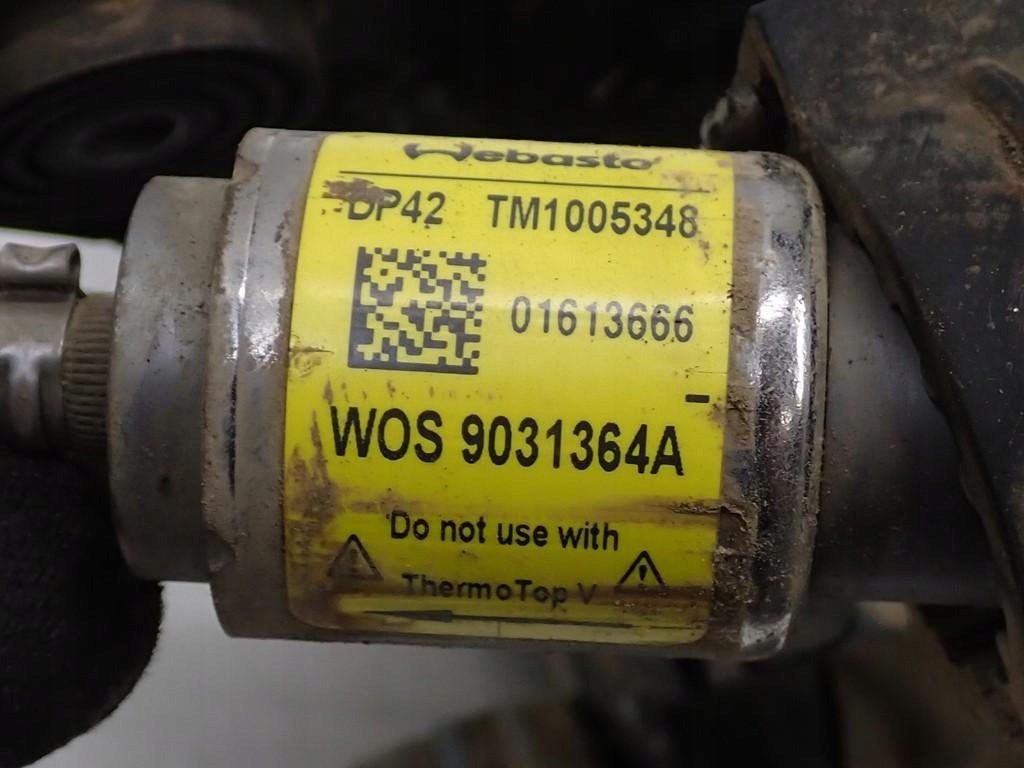 Webasto
DP42 TM1005348
01613666
WOS 9031364A
Do not use with
ThermoTop V